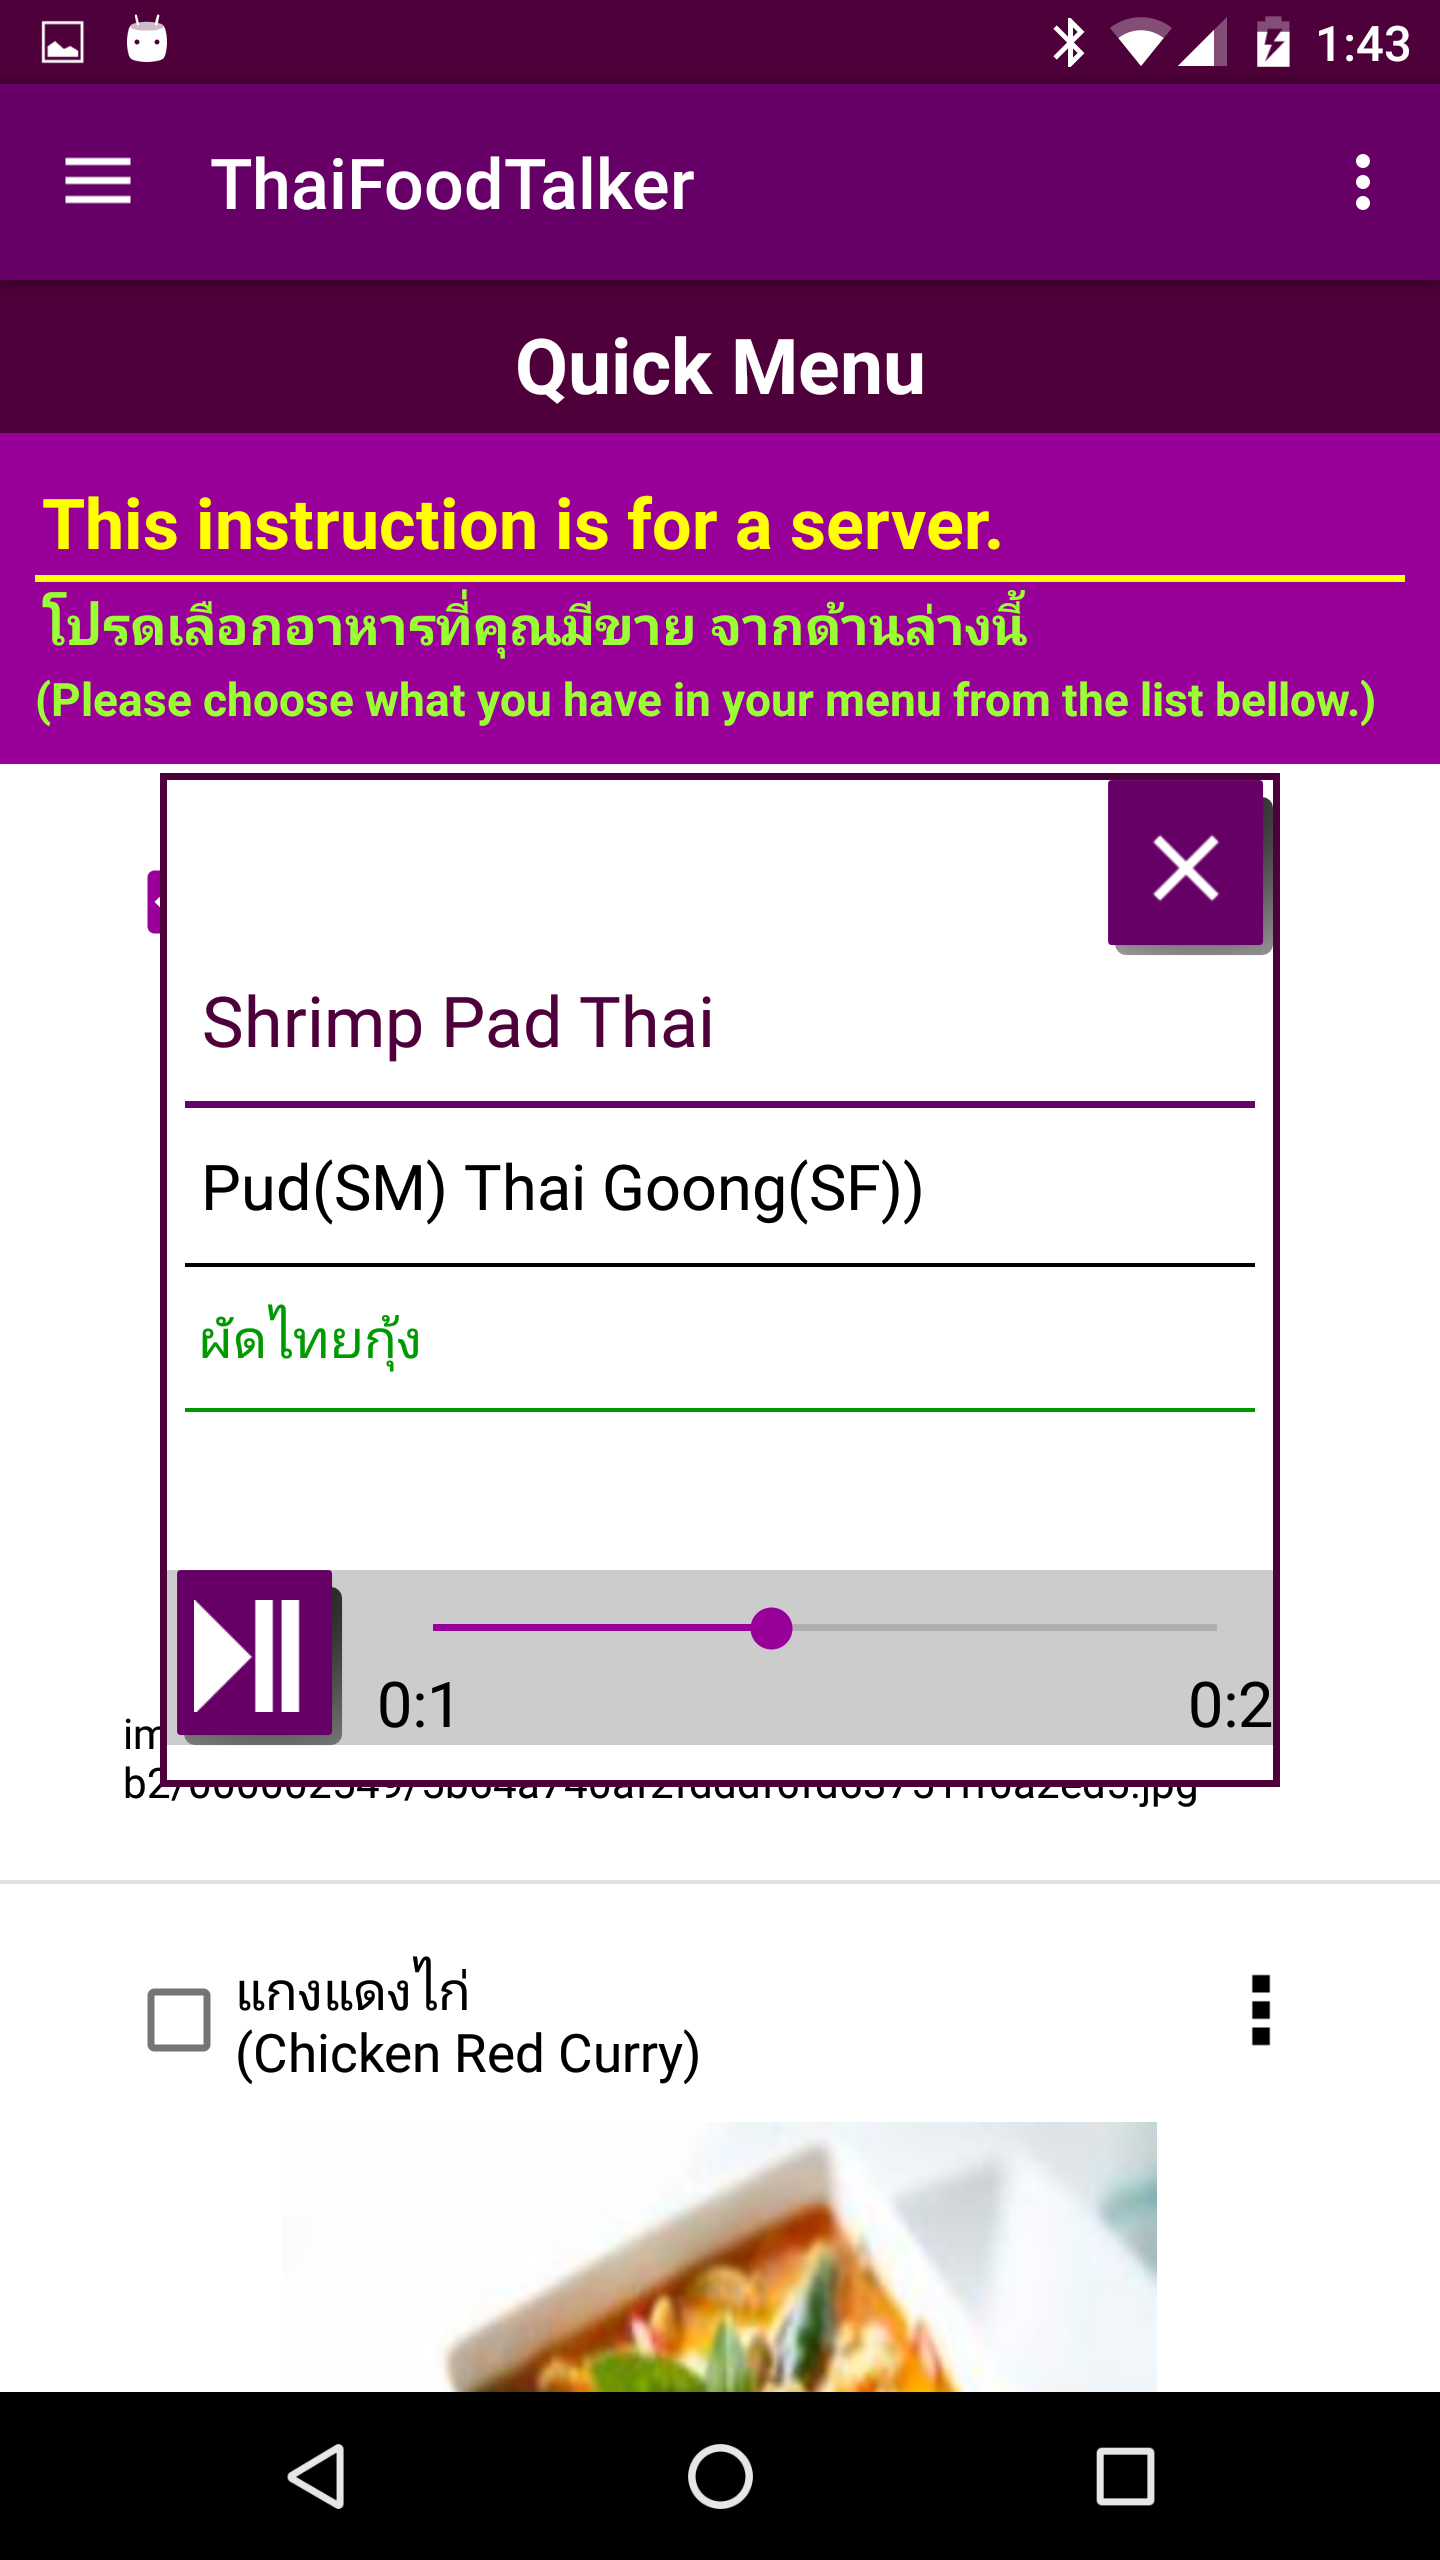 1:43
ThaiFoodTalker
Quick Menu
This instruction is for a server.
โปรดเลือกอาหารที่คุณมีขาย จากด้านล่างนี้
(Please choose what you have in your menu from the list bellow.)
Shrimp Pad Thai
Pud(SM) Thai Goong(SF))
ผัดไทยกุ้ง
0:1
0:2
แกงแดงไก่
(Chicken Red Curry)